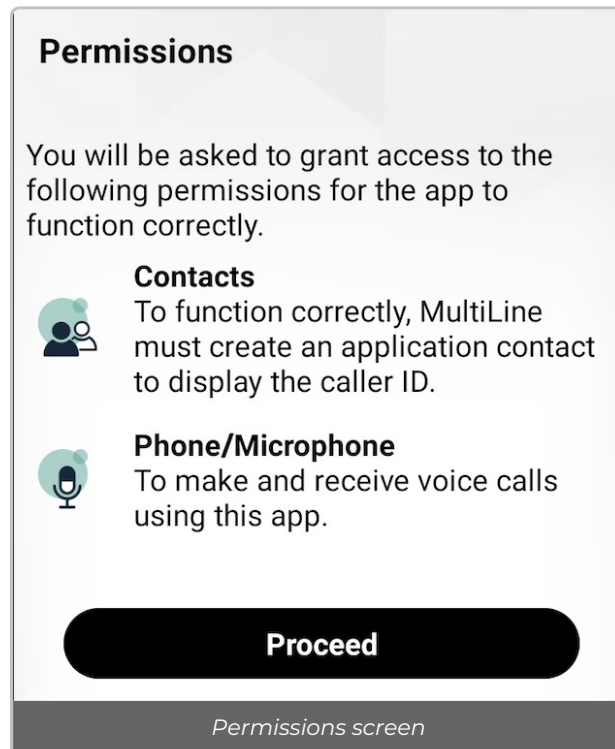 Permissions
You will be asked to grant access to the
following permissions for the app to
function correctly.
Contacts
To function correctly, MultiLine
must create an application contact
to display the caller ID.
Phone/Microphone
To make and receive voice calls
using this app.
Proceed
Permissions screen